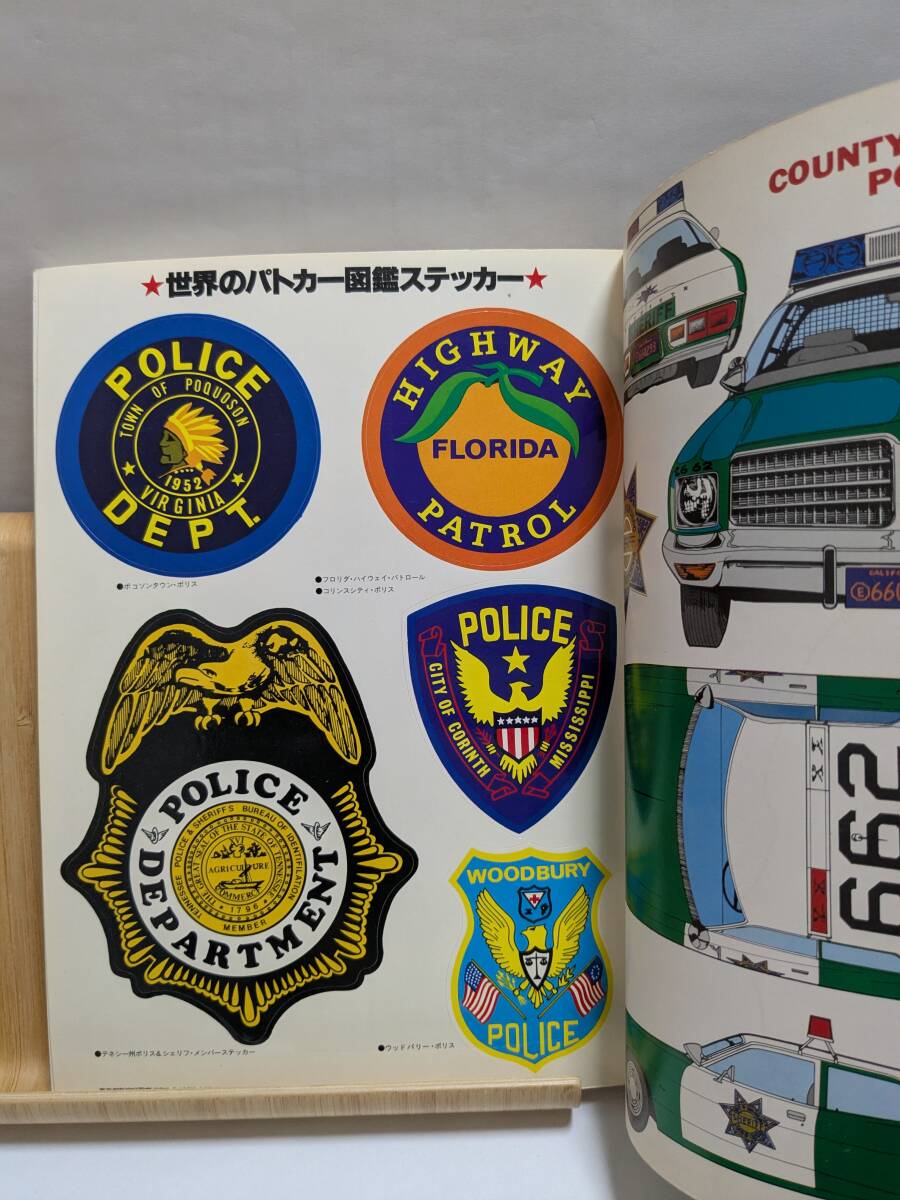 ★世界のパトカー図鑑ステッカー★
POLICE
TOWN OF POQUOSON
1952
VIRGINIA
DEPT.
●ポコソンタウン・ポリス
HIGHWAY
FLORIDA
PATROL
●フロリダ・ハイウェイ・パトロール
●コリンスシティ・ポリス
POLICE
TENNESSEE POLICE & SHERIFF'S BUREAU OF IDENTIFILATION
THE GREAT SEAL OF THE STATE OF TENNESSEE
XVI
AGRICULTURE
COMMERCE
1796
MEMBER
DEPARTMENT
●テネシー州ポリス&シェリフ・メンバーステッカー
POLICE
CITY OF CORINTH
MISSISSIPPI
WOODBURY
POLICE
●ウッドバリー・ポリス
COUNTY
SHERIFF
662
SHERIFF